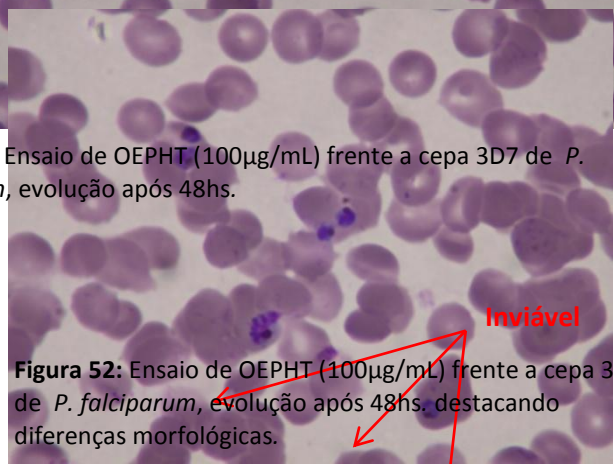 Ensaio de OEPHT (100µg/mL) frente a cepa 3D7 de P.
, evolução após 48hs.
Inviável
Figura 52: Ensaio de OEPHT (100µg/mL) frente a cepa 3
de P. falciparum, evolução após 48hs. destacando
diferenças morfológicas.